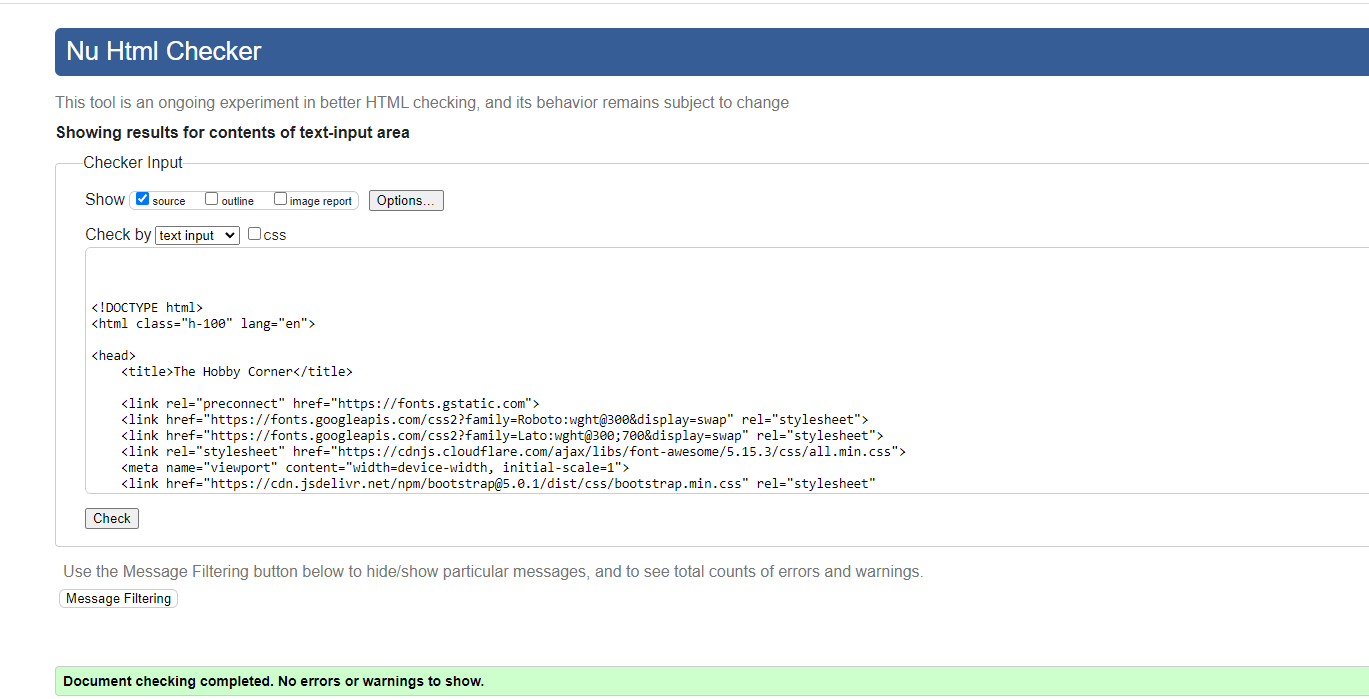 Nu Html Checker
This tool is an ongoing experiment in better HTML checking, and its behavior remains subject to change
Showing results for contents of text-input area
Checker Input
Show source outline image report Options...
Check by text input css
<!DOCTYPE html>
<html class="h-100" lang="en">
<head>
<title>The Hobby Corner</title>
<link rel="preconnect" href="https://fonts.gstatic.com">
<link href="https://fonts.googleapis.com/css2?family=Roboto:wght@300&display=swap" rel="stylesheet">
<link href="https://fonts.googleapis.com/css2?family=Lato:wght@300;700&display=swap" rel="stylesheet">
<link rel="stylesheet" href="https://cdnjs.cloudflare.com/ajax/libs/font-awesome/5.15.3/css/all.min.css">
<meta name="viewport" content="width=device-width, initial-scale=1">
<link href="https://cdn.jsdelivr.net/npm/bootstrap@5.0.1/dist/css/bootstrap.min.css" rel="stylesheet"
Check
Use the Message Filtering button below to hide/show particular messages, and to see total counts of errors and warnings.
Message Filtering
Document checking completed. No errors or warnings to show.